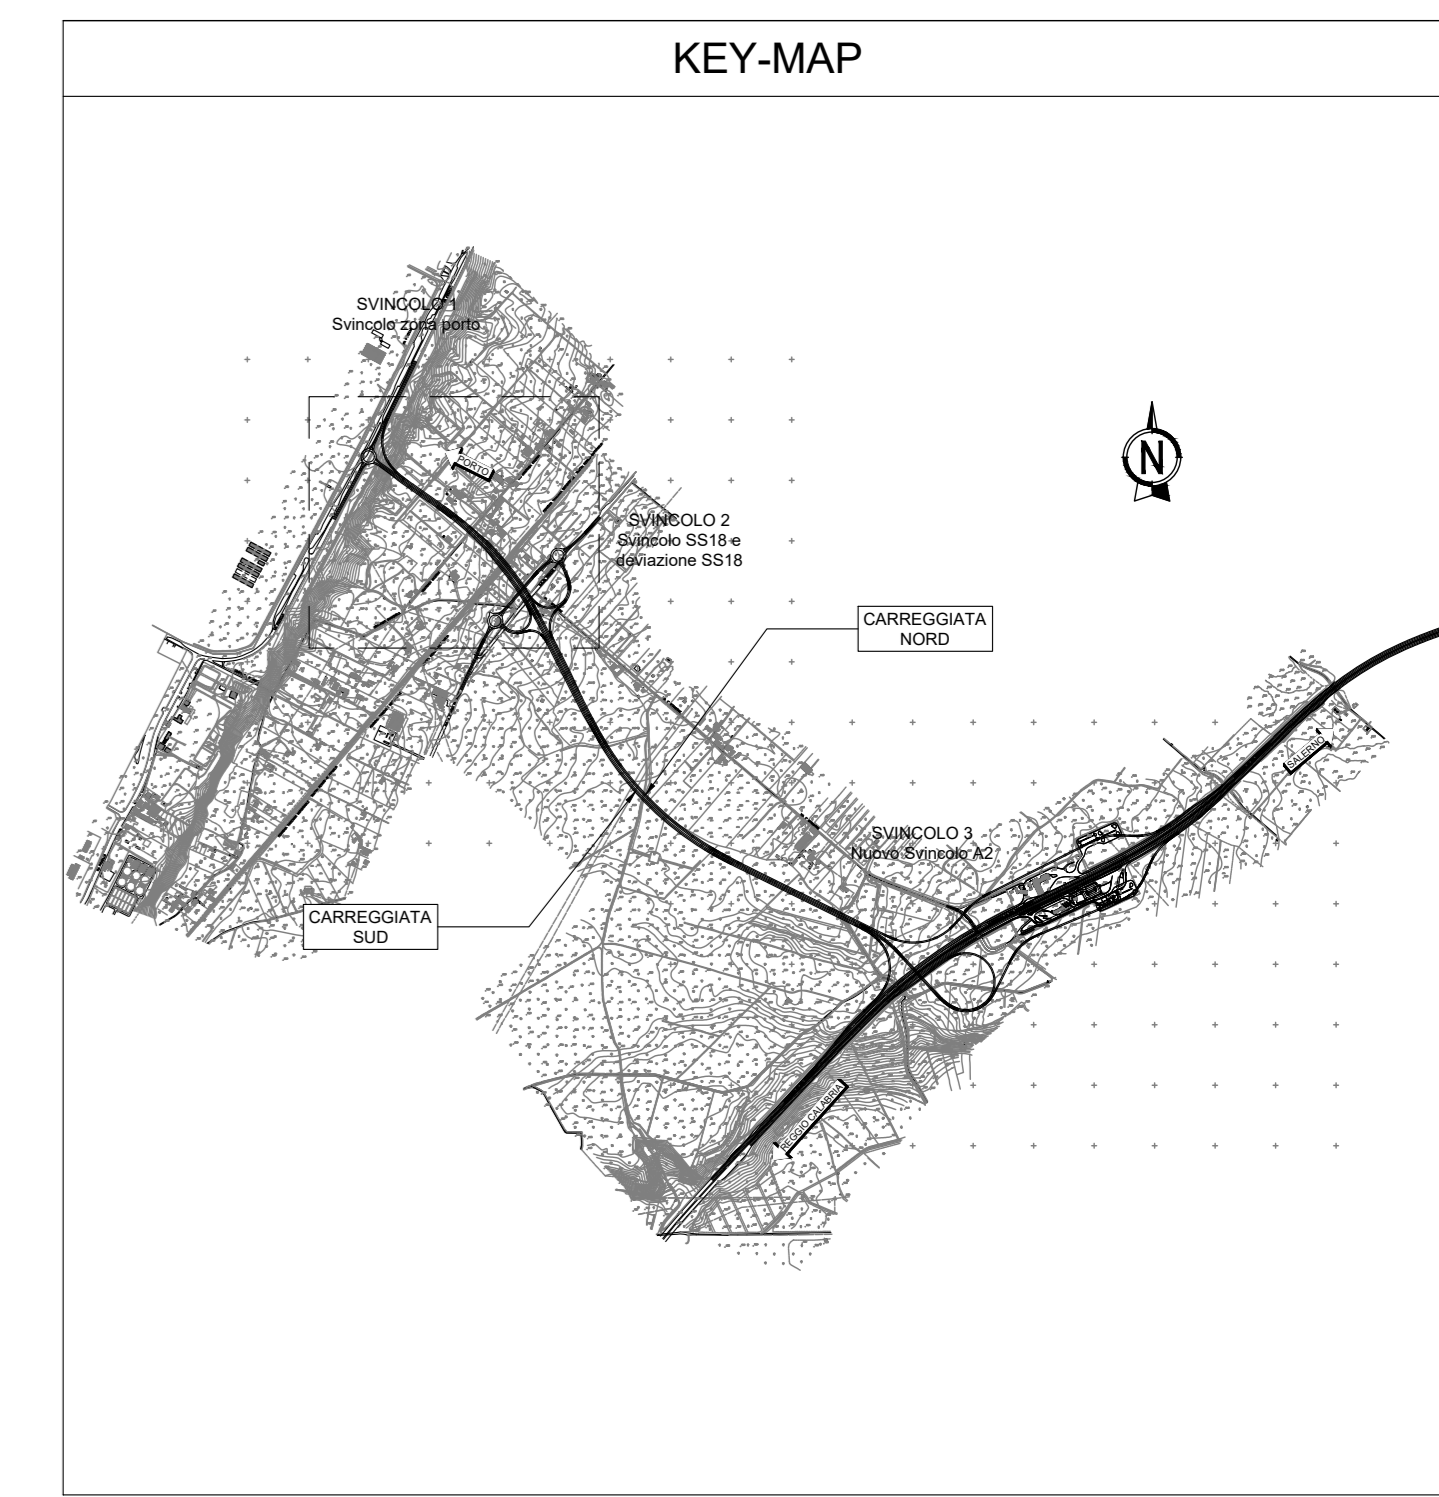 KEY-MAP
SVINCOLO 1
Svincolo zona porto
PORTO
N
SVINCOLO 2
Svincolo SS18 e
deviazione SS18
CARREGGIATA
NORD
SALERNO
SVINCOLO 3
Nuovo Svincolo A2
CARREGGIATA
SUD
REGGIO CALABRIA